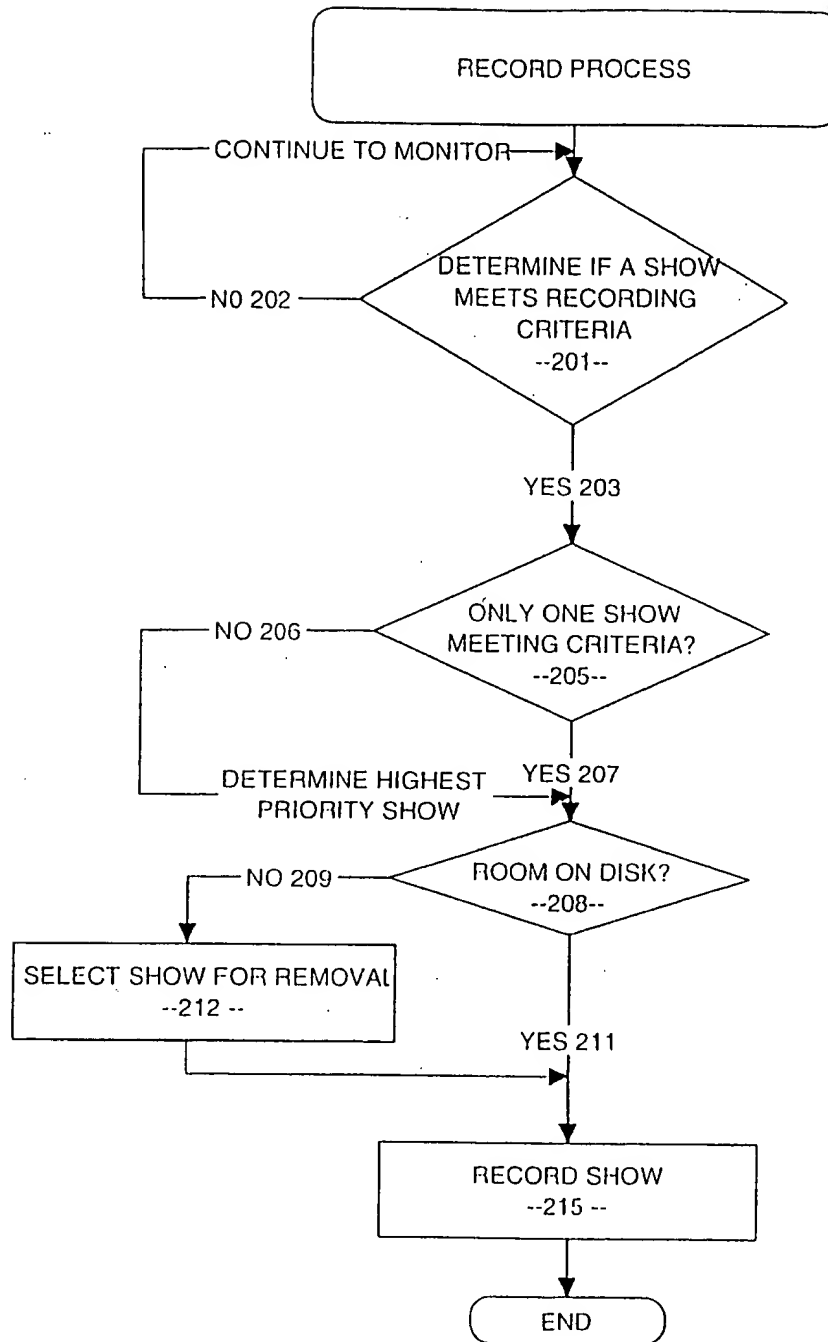 RECORD PROCESS
CONTINUE TO MONITOR
DETERMINE IF A SHOW
MEETS RECORDING
CRITERIA
--201--
N0 202
YES 203
ONLY ONE SHOW
MEETING CRITERIA?
--205--
NO 206
YES 207
DETERMINE HIGHEST
PRIORITY SHOW
ROOM ON DISK?
--208--
NO 209
SELECT SHOW FOR REMOVAL
--212 --
YES 211
RECORD SHOW
--215 --
END